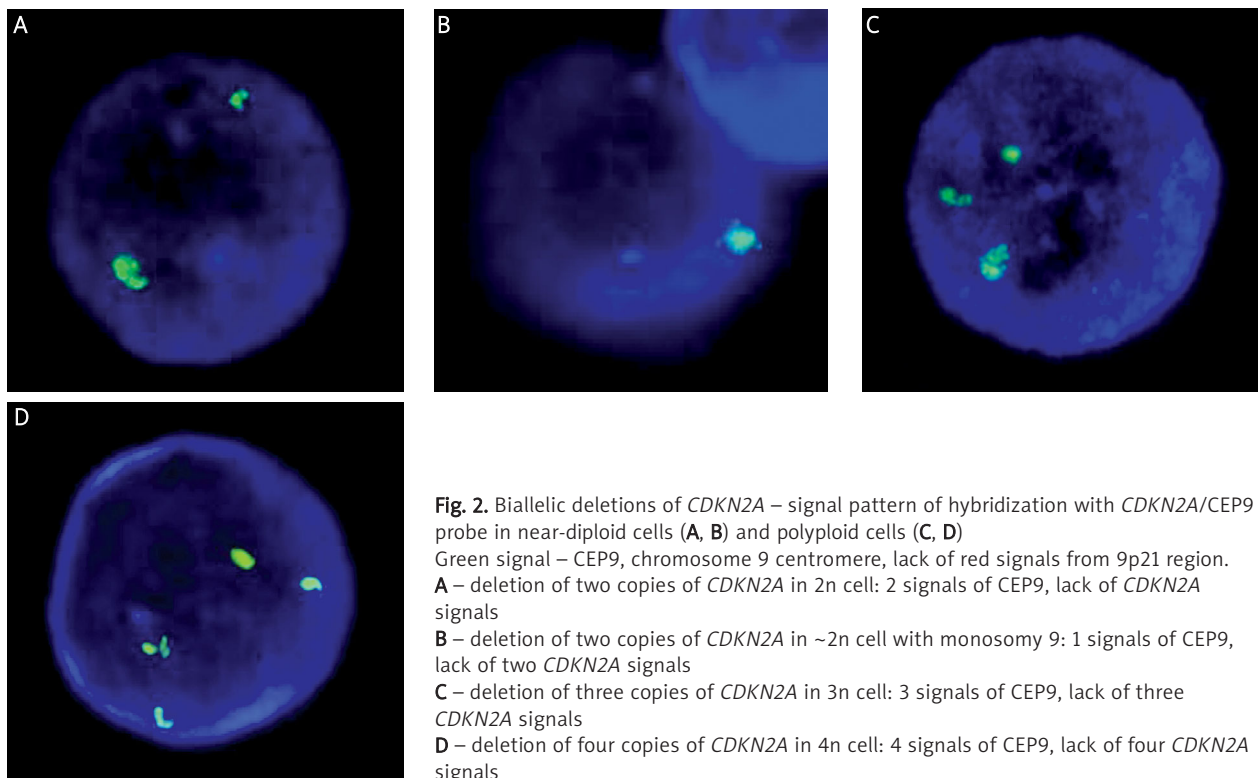 A
B
C
D
Fig. 2. Biallelic deletions of CDKN2A – signal pattern of hybridization with CDKN2A/CEP9
probe in near-diploid cells (A, B) and polyploid cells (C, D)
Green signal – CEP9, chromosome 9 centromere, lack of red signals from 9p21 region.
A – deletion of two copies of CDKN2A in 2n cell: 2 signals of CEP9, lack of CDKN2A
signals
B – deletion of two copies of CDKN2A in ~2n cell with monosomy 9: 1 signals of CEP9,
lack of two CDKN2A signals
C – deletion of three copies of CDKN2A in 3n cell: 3 signals of CEP9, lack of three
CDKN2A signals
D – deletion of four copies of CDKN2A in 4n cell: 4 signals of CEP9, lack of four CDKN2A
signals